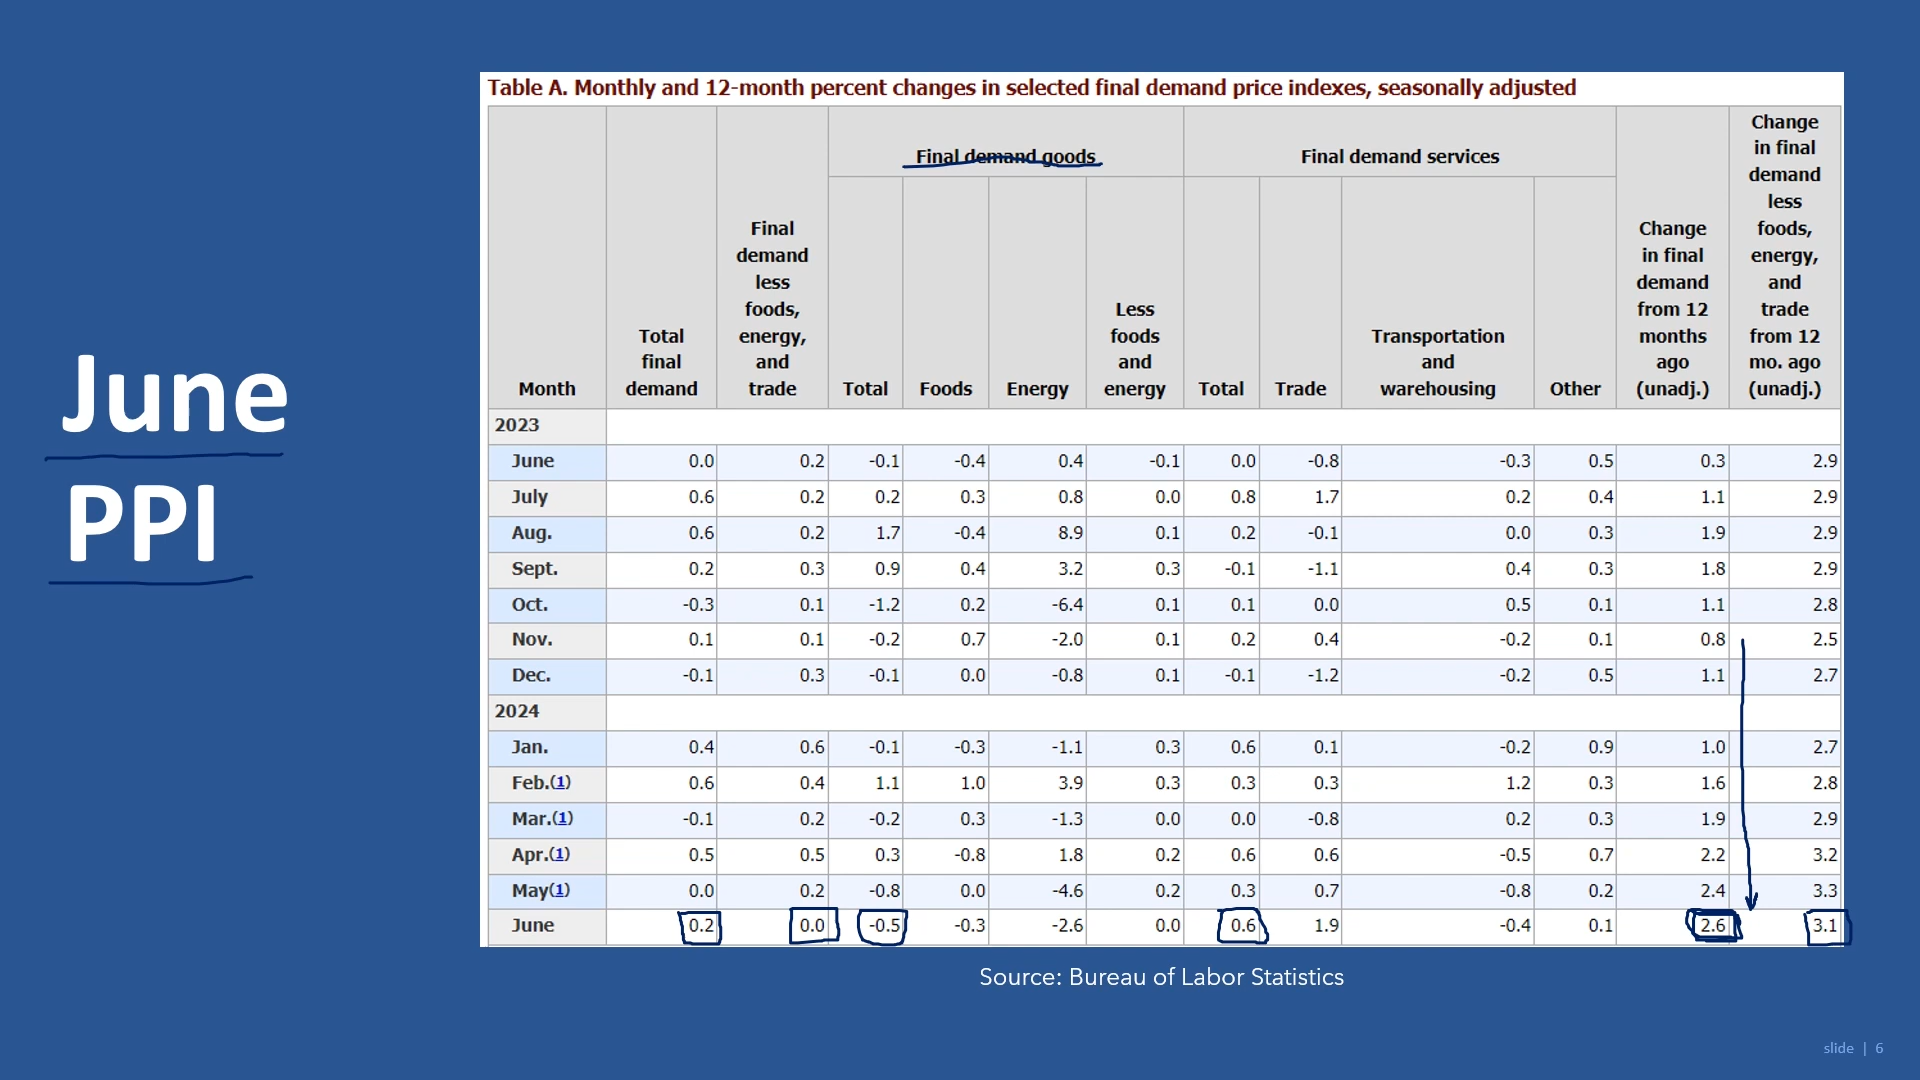 June
PPI
Table A. Monthly and 12-month percent changes in selected final demand price indexes, seasonally adjusted
Month
Total
final
demand
Final
demand
less
foods,
energy,
and
trade
Final demand goods
Total
Foods
Energy
Less
foods
and
energy
Final demand services
Total
Trade
Transportation
and
warehousing
Other
Change
in final
demand
from 12
months
ago
(unadj.)
Change
in final
demand
less
foods,
energy,
and
trade
from 12
mo. ago
(unadj.)
2023
June 0.0 0.2 -0.1 -0.4 0.4 -0.1 0.0 -0.8 -0.3 0.5 0.3 2.9
July 0.6 0.2 0.2 0.3 0.8 0.0 0.8 1.7 0.2 0.4 1.1 2.9
Aug. 0.6 0.2 1.7 -0.4 8.9 0.1 0.2 -0.1 0.0 0.3 1.9 2.9
Sept. 0.2 0.3 0.9 0.4 3.2 0.3 -0.1 -1.1 0.4 0.3 1.8 2.9
Oct. -0.3 0.1 -1.2 0.2 -6.4 0.1 0.1 0.0 0.5 0.1 1.1 2.8
Nov. 0.1 0.1 -0.2 0.7 -2.0 0.1 0.2 0.4 -0.2 0.1 0.8 2.5
Dec. -0.1 0.3 -0.1 0.0 -0.8 0.1 -0.1 -1.2 -0.2 0.5 1.1 2.7
2024
Jan. 0.4 0.6 -0.1 -0.3 -1.1 0.3 0.6 0.1 -0.2 0.9 1.0 2.7
Feb.(1) 0.6 0.4 1.1 1.0 3.9 0.3 0.3 0.3 1.2 0.3 1.6 2.8
Mar.(1) -0.1 0.2 -0.2 0.3 -1.3 0.0 0.0 -0.8 0.2 0.3 1.9 2.9
Apr.(1) 0.5 0.5 0.3 -0.8 1.8 0.2 0.6 0.6 -0.5 0.7 2.2 3.2
May(1) 0.0 0.2 -0.8 0.0 -4.6 0.2 0.3 0.7 -0.8 0.2 2.4 3.3
June 0.2 0.0 -0.5 -0.3 -2.6 0.0 0.6 1.9 -0.4 0.1 2.6 3.1
Source: Bureau of Labor Statistics
slide | 6